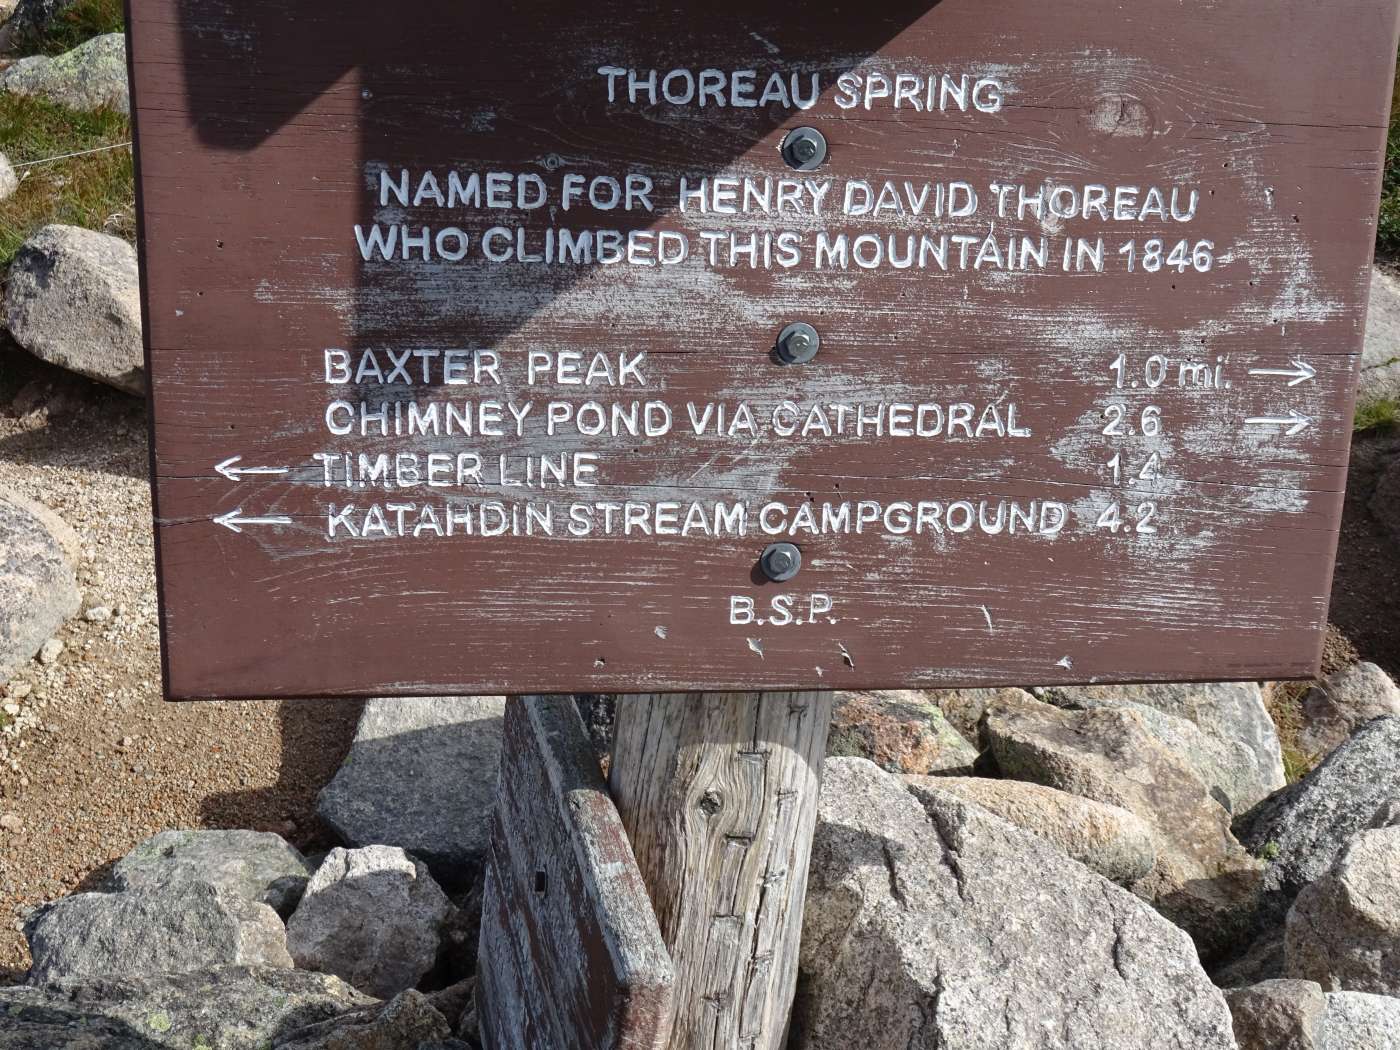 THOREAU SPRING
NAMED FOR HENRY DAVID THOREAU
WHO CLIMBED THIS MOUNTAIN IN 1846
BAXTER PEAK 1.0 mi. →
CHIMNEY POND VIA CATHEDRAL 2.6 →
← TIMBER LINE 1.4
← KATAHDIN STREAM CAMPGROUND 4.2
B.S.P.